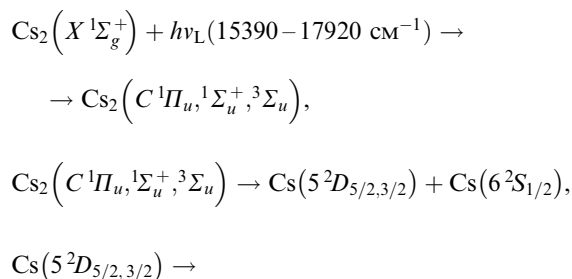 Cs₂(X ¹Σ_g⁺) + hν_L(15390 – 17920 см⁻¹) →
→ Cs₂(C ¹Π_u,¹Σ_u⁺,³Σ_u),
Cs₂(C ¹Π_u,¹Σ_u⁺,³Σ_u) → Cs(5 ²D_{5/2,3/2}) + Cs(6 ²S_{1/2}),
Cs(5 ²D_{5/2, 3/2}) →